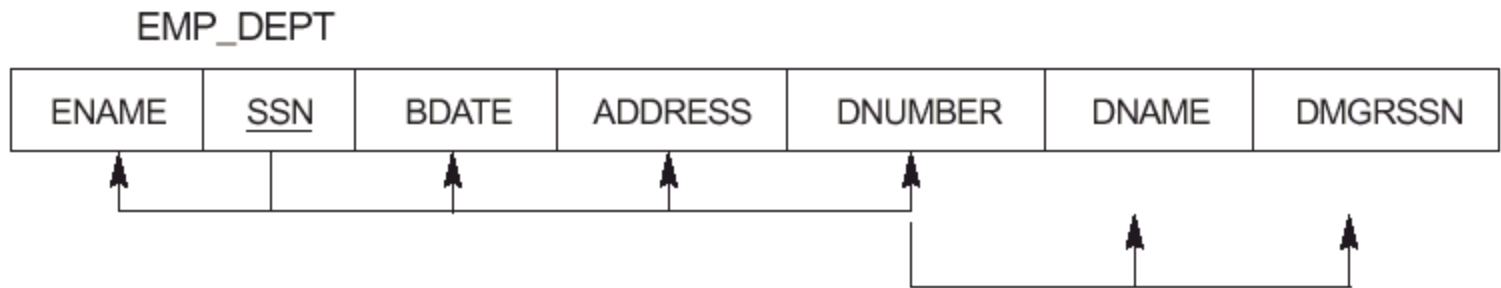 EMP_DEPT
ENAME SSN BDATE ADDRESS DNUMBER DNAME DMGRSSN